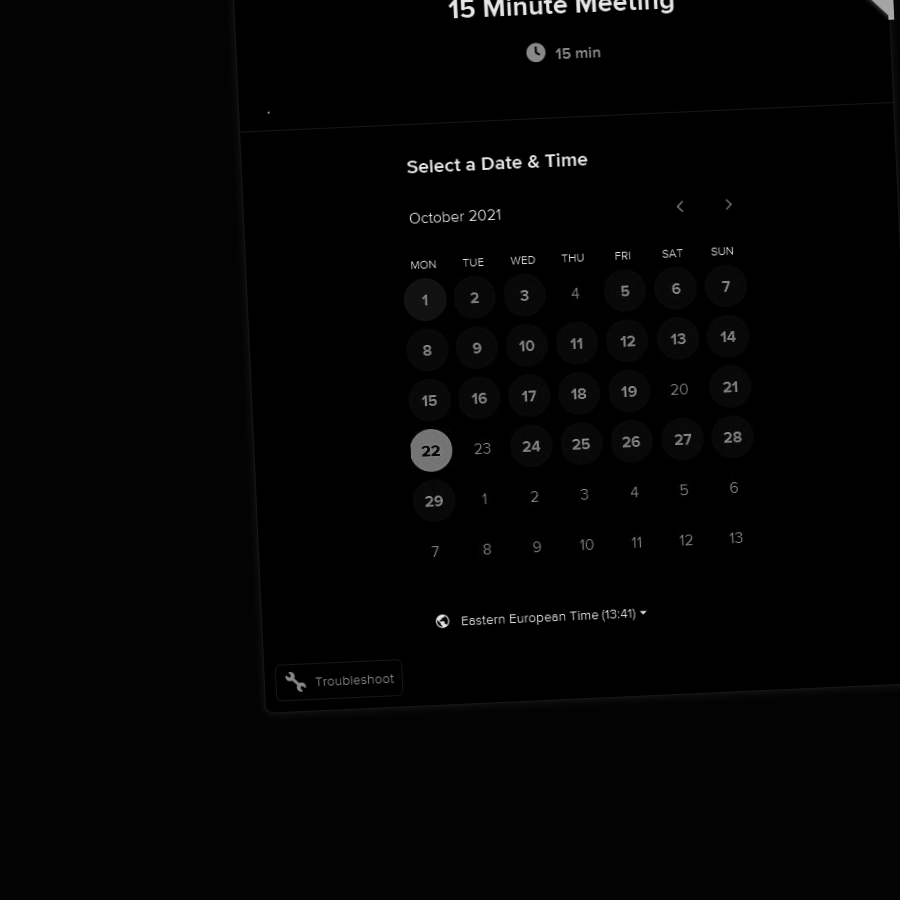 15 Minute Meeting
15 min
.
Select a Date & Time
October 2021
MON TUE WED THU FRI SAT SUN
1 2 3 4 5 6 7
8 9 10 11 12 13 14
15 16 17 18 19 20 21
22 23 24 25 26 27 28
29 1 2 3 4 5 6
7 8 9 10 11 12 13
Eastern European Time (13:41)
Troubleshoot